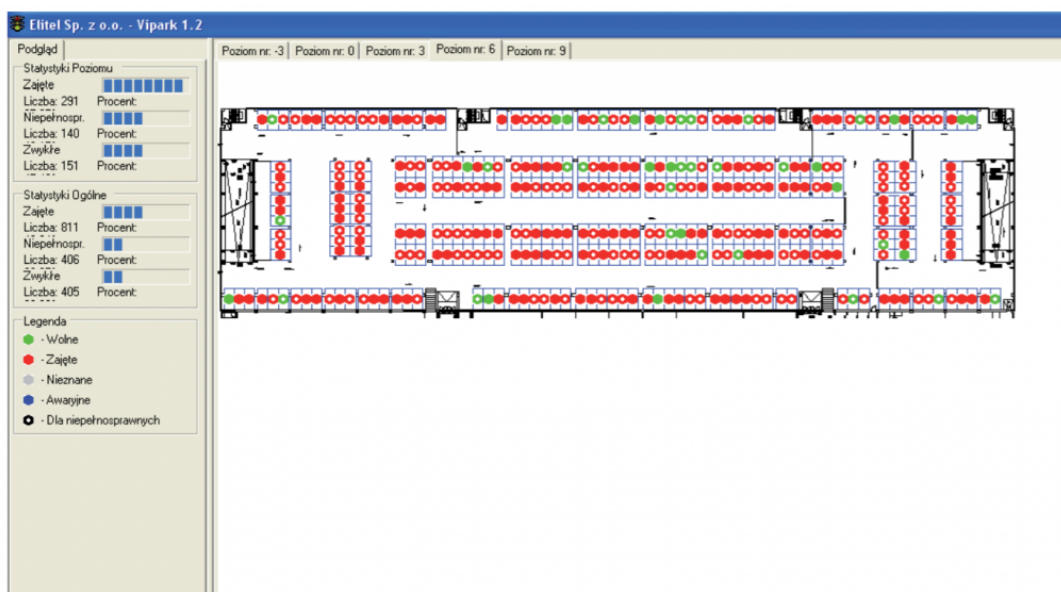 Elitel Sp. z o.o. - Vipark 1.2
Podgląd
Poziom nr: -3 Poziom nr: 0 Poziom nr: 3 Poziom nr: 6 Poziom nr: 9
Statystyki Poziomu
Zajęte
Liczba: 291 Procent:
Niepełnospr.
Liczba: 140 Procent:
Zwykłe
Liczba: 151 Procent:
Statystyki Ogólne
Zajęte
Liczba: 811 Procent:
Niepełnospr.
Liczba: 406 Procent:
Zwykłe
Liczba: 405 Procent:
Legenda
- Wolne
- Zajęte
- Nieznane
- Awaryjne
- Dla niepełnosprawnych